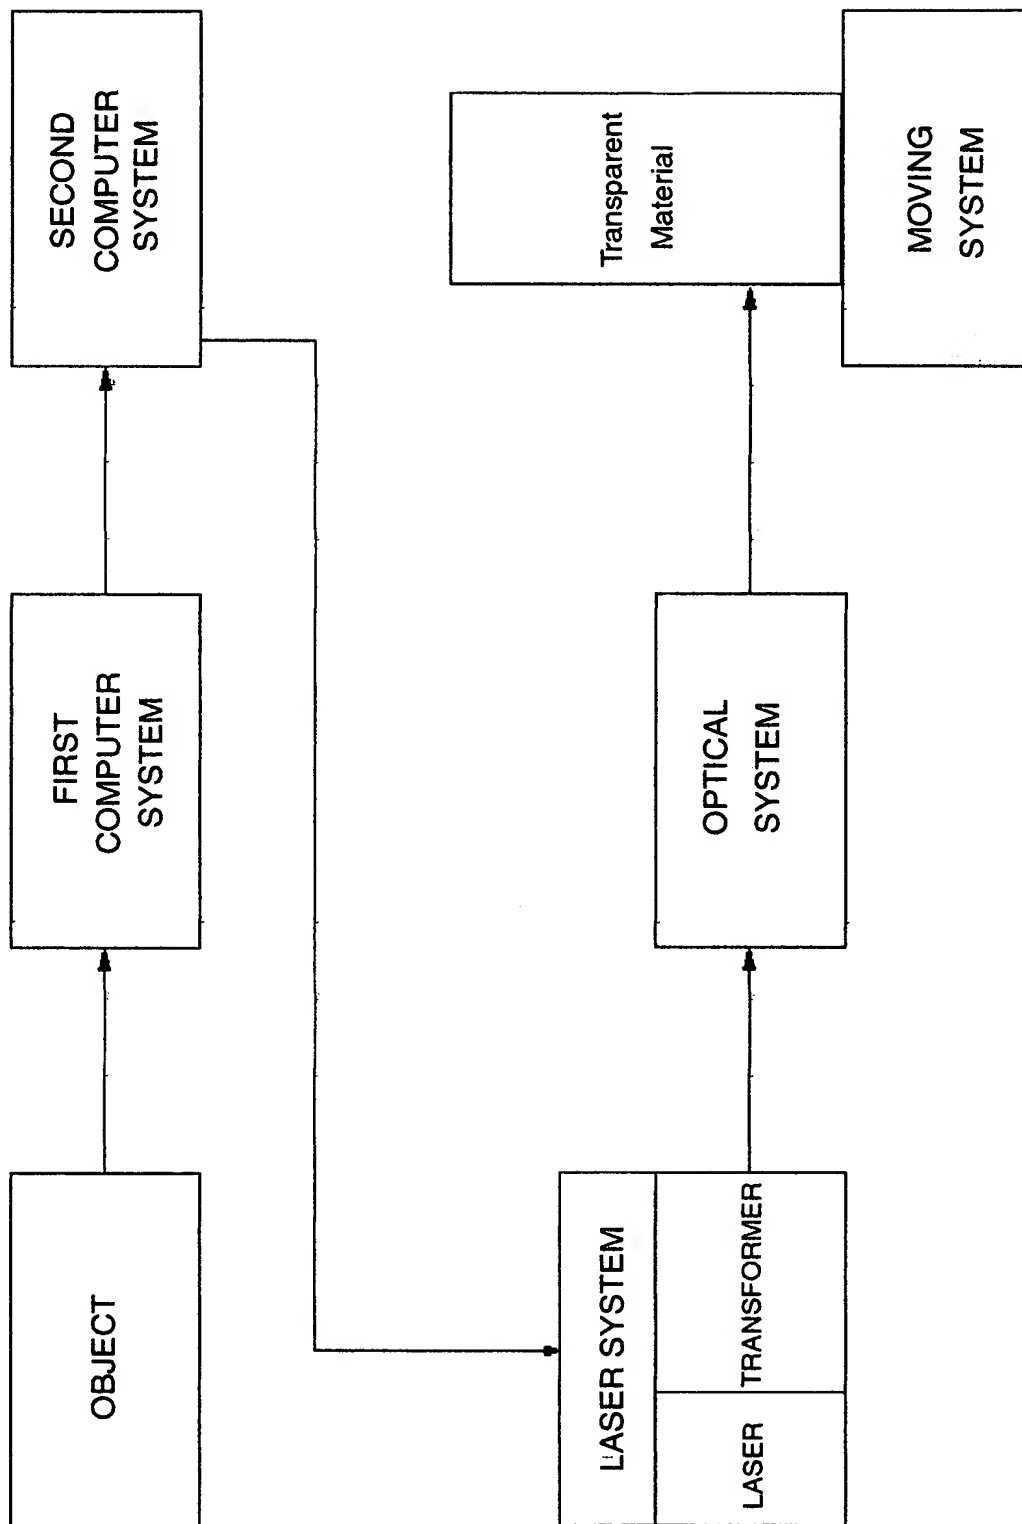 OBJECT
FIRST
COMPUTER
SYSTEM
SECOND
COMPUTER
SYSTEM
LASER SYSTEM
LASER
TRANSFORMER
OPTICAL
SYSTEM
Transparent
Material
MOVING
SYSTEM